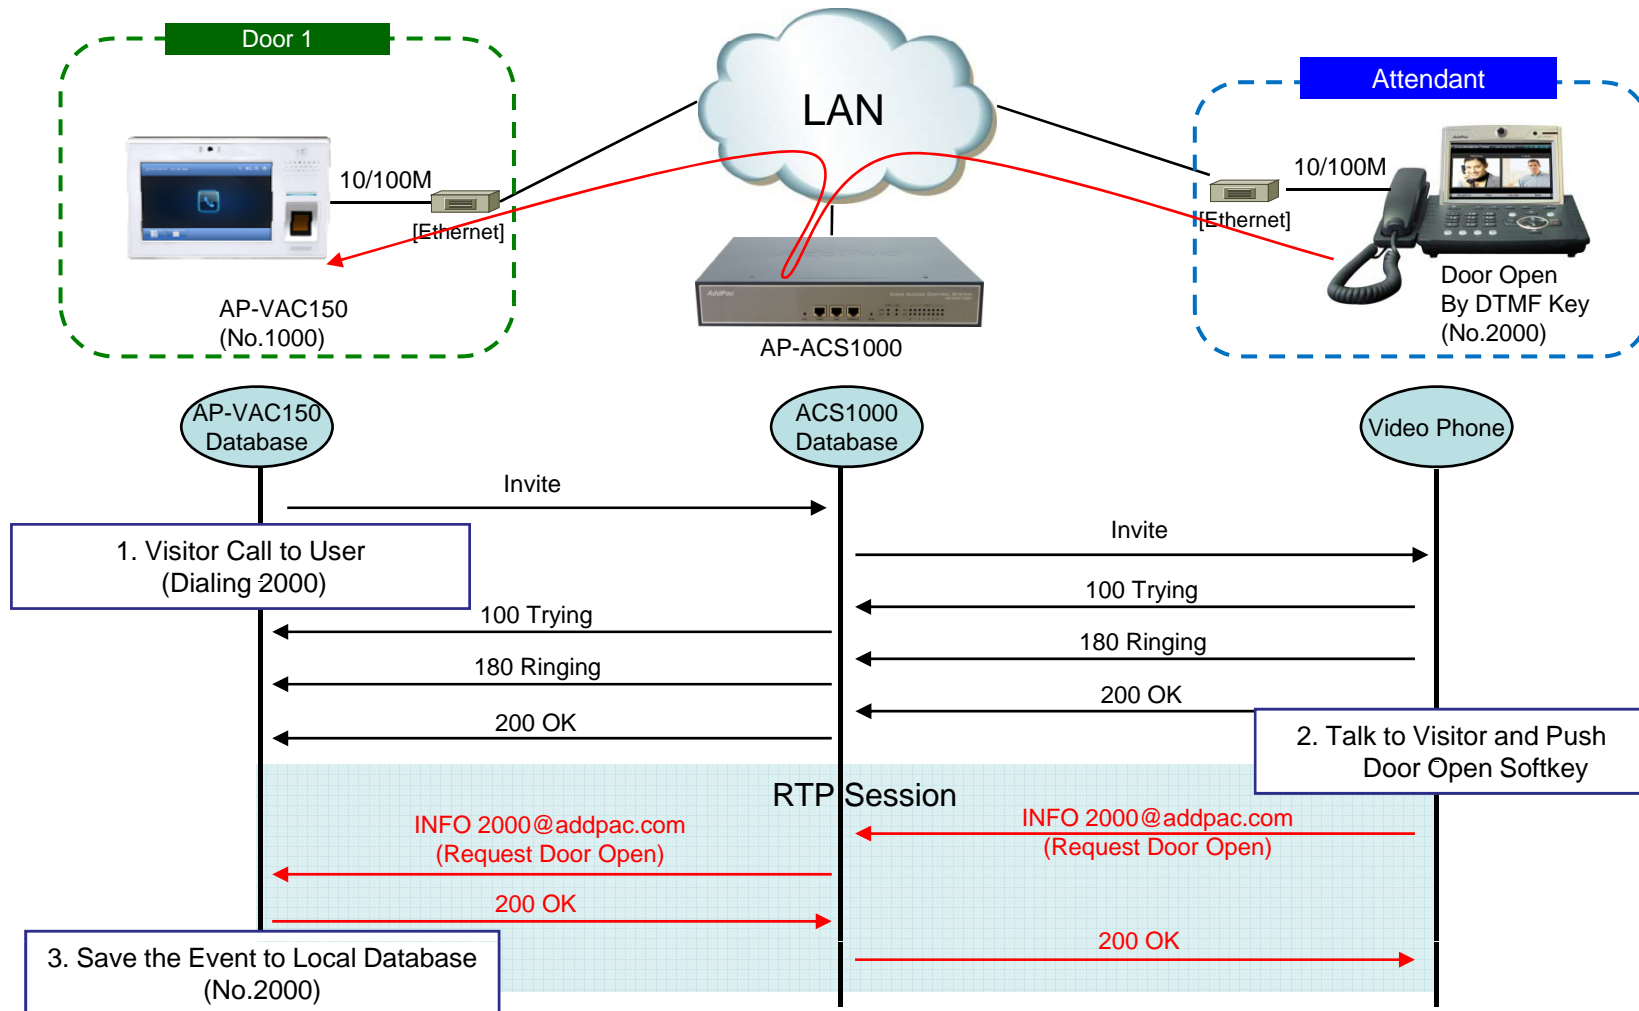 Door 1
Attendant
LAN
10/100M
10/100M
[Ethernet]
[Ethernet]
AddPac
AP-VAC150
(No.1000)
AP-ACS1000
Door Open
By DTMF Key
(No.2000)
AP-VAC150
Database
ACS1000
Database
Video Phone
Invite
Invite
1. Visitor Call to User
(Dialing 2000)
100 Trying
100 Trying
180 Ringing
180 Ringing
200 OK
200 OK
2. Talk to Visitor and Push
Door Open Softkey
RTP Session
INFO 2000@addpac.com
(Request Door Open)
INFO 2000@addpac.com
(Request Door Open)
200 OK
200 OK
3. Save the Event to Local Database
(No.2000)